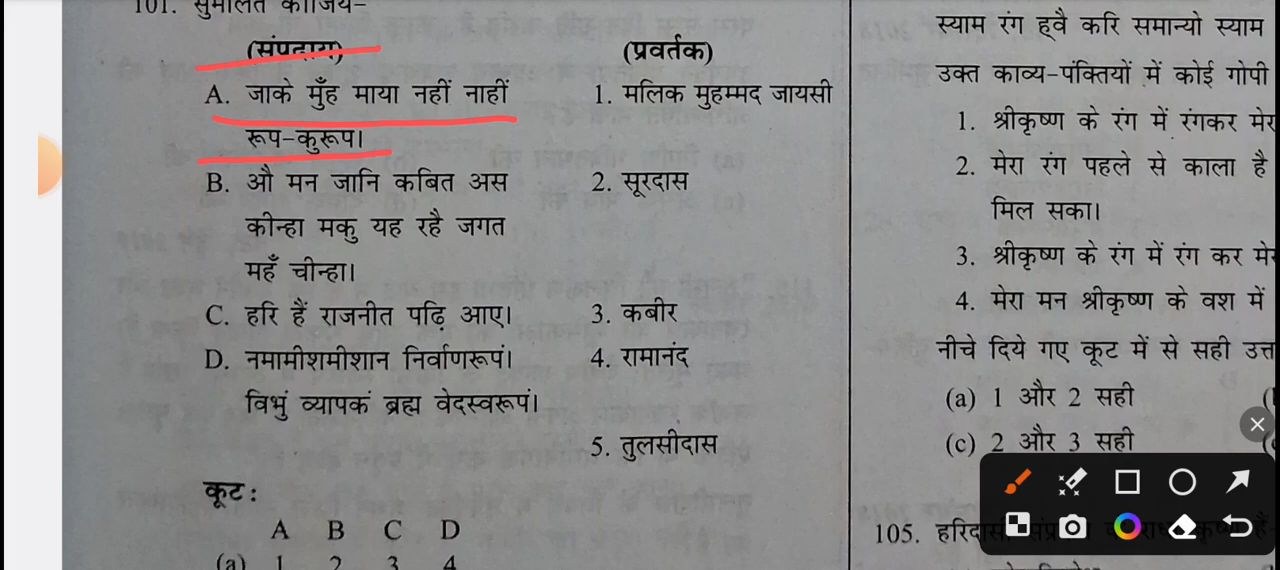 101. सुमेलित कीजिये–
(संप्रदाय)
(प्रवर्तक)
A. जाके मुँह माया नहीं नाहीं
रूप-कुरूप।
1. मलिक मुहम्मद जायसी
B. औ मन जानि कबित अस
कीन्हा मकु यह रहै जगत
महँ चीन्हा।
2. सूरदास
C. हरि हैं राजनीत पढ़ि आए।
3. कबीर
D. नमामीशमीशान निर्वाणरूपं।
विभुं व्यापकं ब्रह्म वेदस्वरूपं।
4. रामानंद
5. तुलसीदास
कूट :
A B C D
(a) 1 2 3 4
स्याम रंग ह्वै करि समान्यो स्याम
उक्त काव्य-पंक्तियों में कोई गोपी
1. श्रीकृष्ण के रंग में रंगकर
2. मेरा रंग पहले से काला है
मिल सका।
3. श्रीकृष्ण के रंग में रंग कर
4. मेरा मन श्रीकृष्ण के वश में
नीचे दिये गए कूट में से सही
(a) 1 और 2 सही
(c) 2 और 3 सही
105.